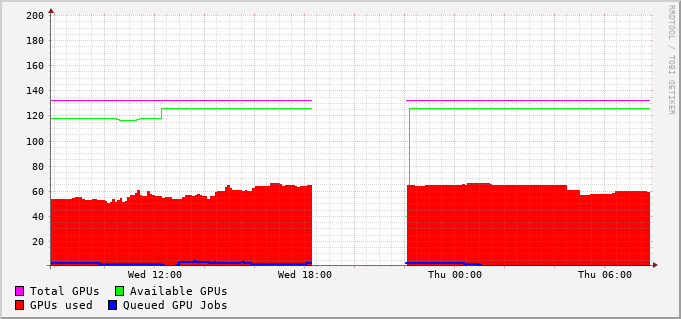 200
180
160
140
120
100
80
60
40
20
Wed 12:00 Wed 18:00 Thu 00:00 Thu 06:00
Total GPUs Available GPUs
GPUs used Queued GPU Jobs
RRDTOOL / TOBI OETIKER